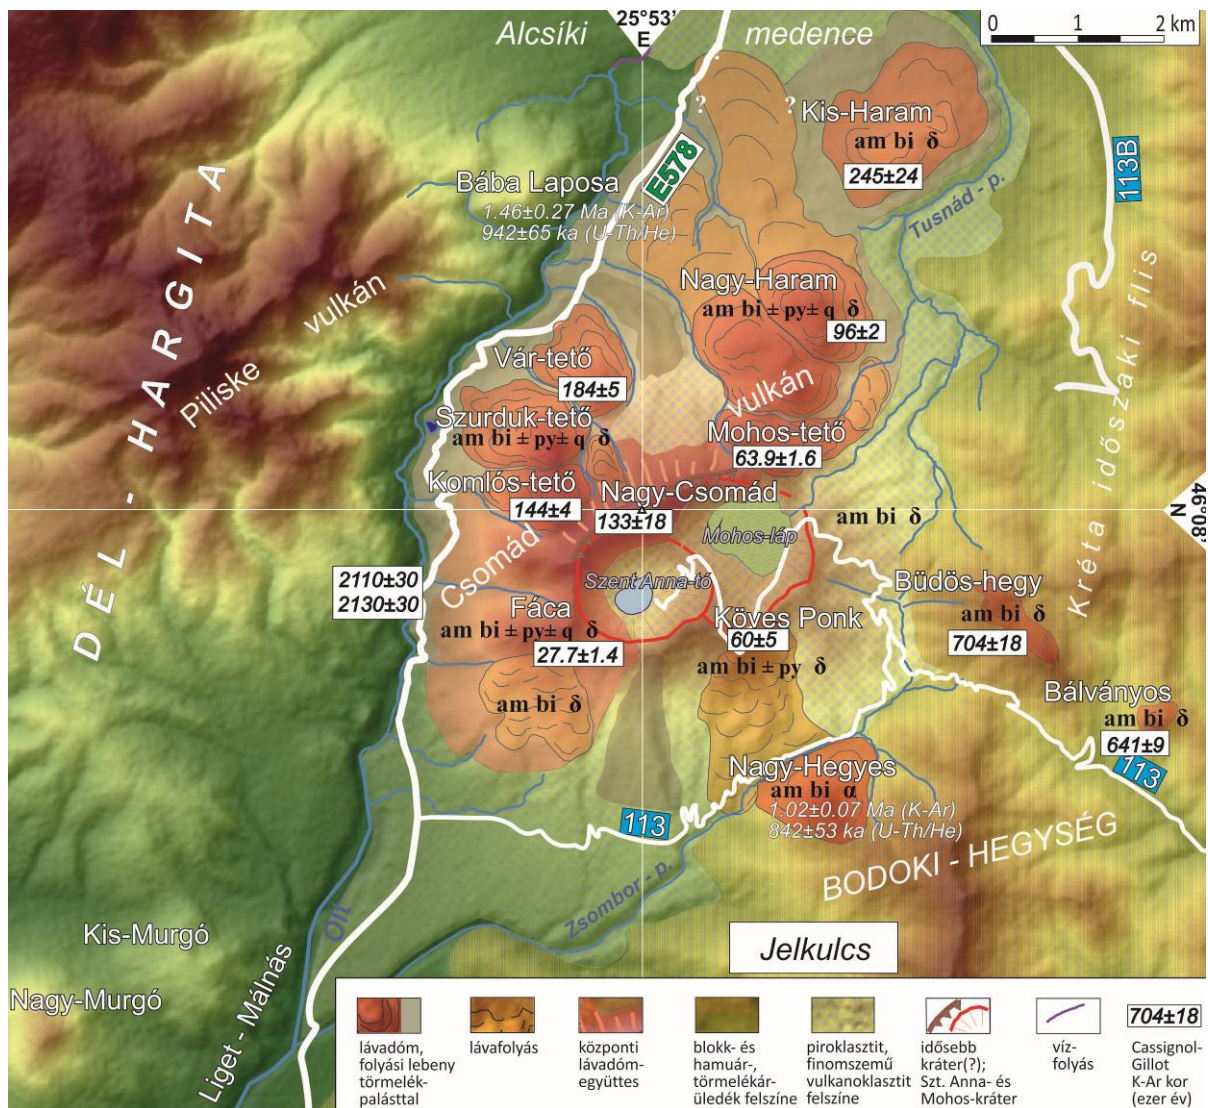 25°53'
E
Alcsíki medence
0 1 2 km
? ?
Kis-Haram
am bi δ
245±24
113B
E578
Bába Laposa
1.46±0.27 Ma (K-Ar)
942±65 ka (U-Th/He)
Tusnád - p.
DÉL - HARGITA
Piliske vulkán
Nagy-Haram
am bi ± py± q δ
96±2
Vár-tető
184±5
vulkán
Szurduk-tető
am bi ± py± q δ
Mohos-tető
63.9±1.6
Komlós-tető
144±4
Nagy-Csomád
133±18
Mohos-láp
am bi δ
46°08'
N
Kréta időszaki flis
2110±30
2130±30
Csomád
Szent Anna-tó
Fáca
am bi ± py± q δ
27.7±1.4
Köves Ponk
60±5
am bi ± py δ
Büdös-hegy
am bi δ
704±18
am bi δ
Bálványos
am bi δ
641±9
113
Nagy-Hegyes
am bi α
1.02±0.07 Ma (K-Ar)
842±53 ka (U-Th/He)
113
BODOKI - HEGYSÉG
Zsombor - p.
Olt
Kis-Murgó
Nagy-Murgó
Liget - Málnás
Jelkulcs
lávadóm,
folyási lebeny
törmelék-
palásttal
lávafolyás
központi
lávadóm-
együttes
blokk- és
hamuár-,
törmelékár-
üledék felszíne
piroklasztit,
finomszemű
vulkanoklasztit
felszíne
idősebb
kráter(?);
Szt. Anna- és
Mohos-kráter
víz-
folyás
704±18
Cassignol-
Gillot
K-Ar kor
(ezer év)